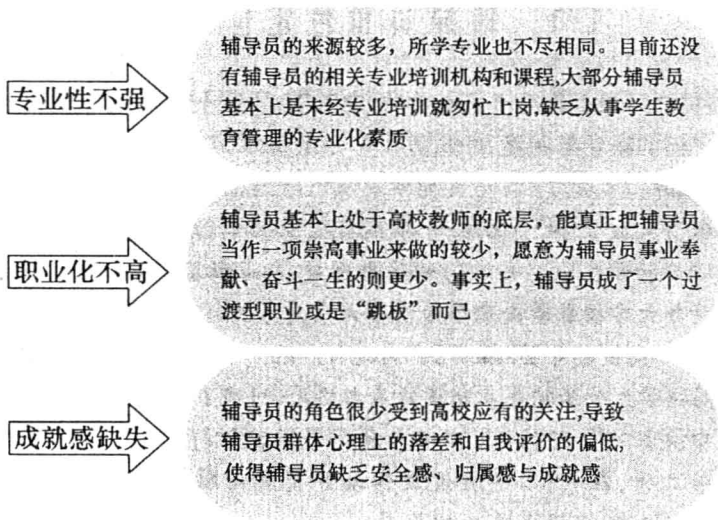 专业性不强
辅导员的来源较多，所学专业也不尽相同。目前还没
有辅导员的相关专业培训机构和课程,大部分辅导员
基本上是未经专业培训就匆忙上岗,缺乏从事学生教
育管理的专业化素质
职业化不高
辅导员基本上处于高校教师的底层，能真正把辅导员
当作一项崇高事业来做的较少，愿意为辅导员事业奉
献、奋斗一生的则更少。事实上，辅导员成了一个过
渡型职业或是“跳板”而已
成就感缺失
辅导员的角色很少受到高校应有的关注,导致
辅导员群体心理上的落差和自我评价的偏低,
使得辅导员缺乏安全感、归属感与成就感